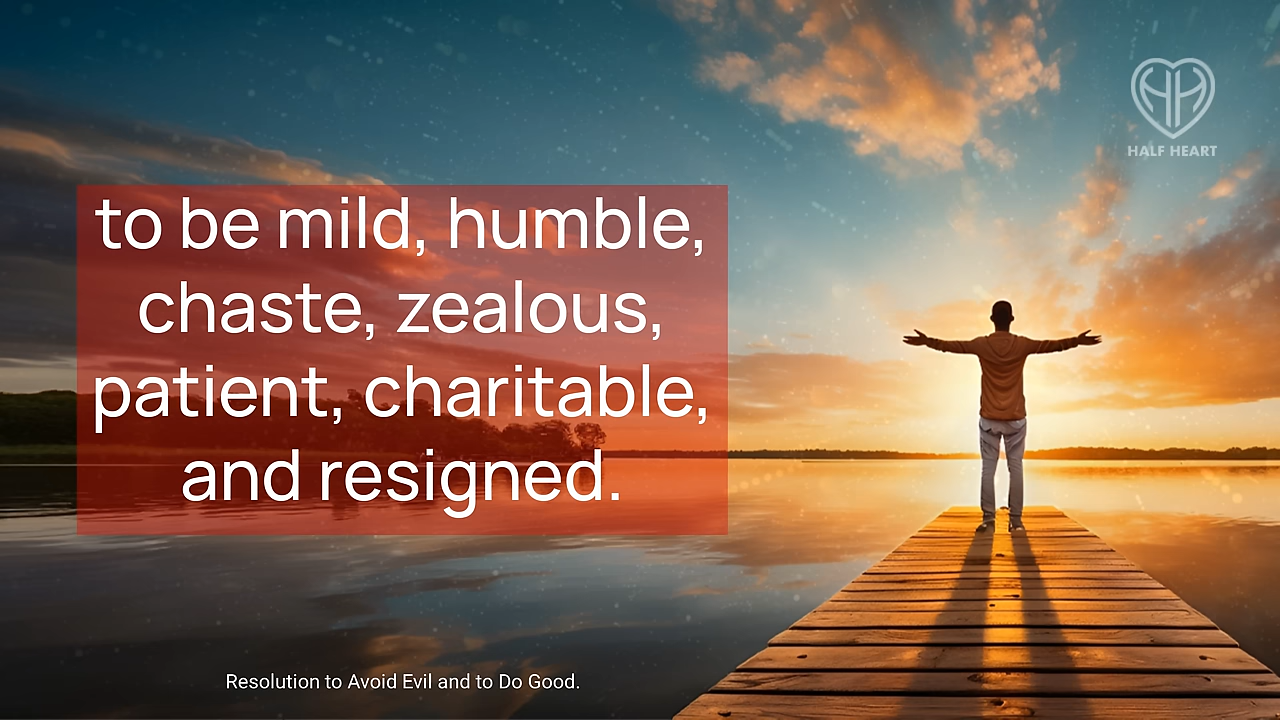 HALF HEART
to be mild, humble,
chaste, zealous,
patient, charitable,
and resigned.
Resolution to Avoid Evil and to Do Good.